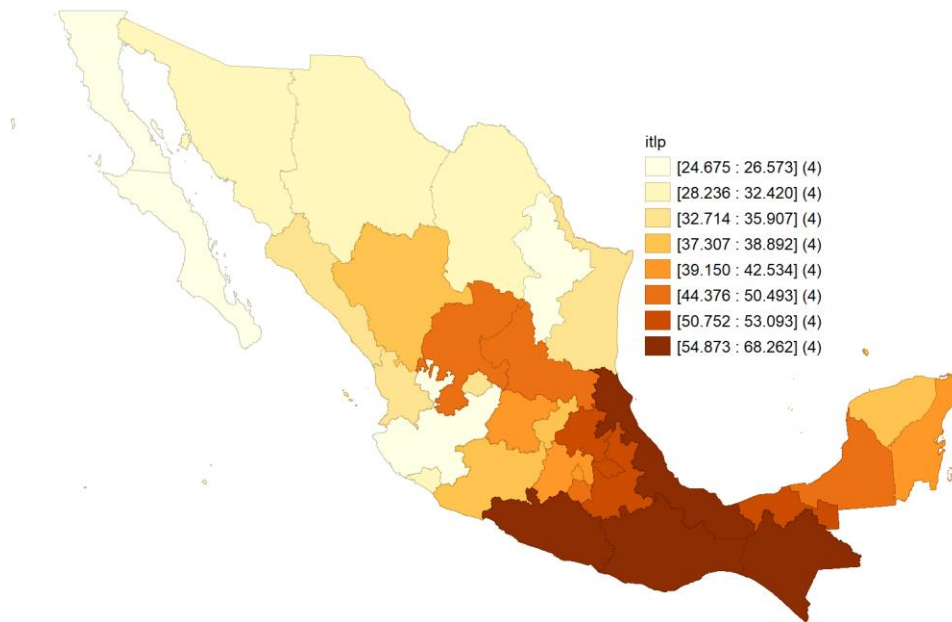 itlp
[24.675 : 26.573] (4)
[28.236 : 32.420] (4)
[32.714 : 35.907] (4)
[37.307 : 38.892] (4)
[39.150 : 42.534] (4)
[44.376 : 50.493] (4)
[50.752 : 53.093] (4)
[54.873 : 68.262] (4)